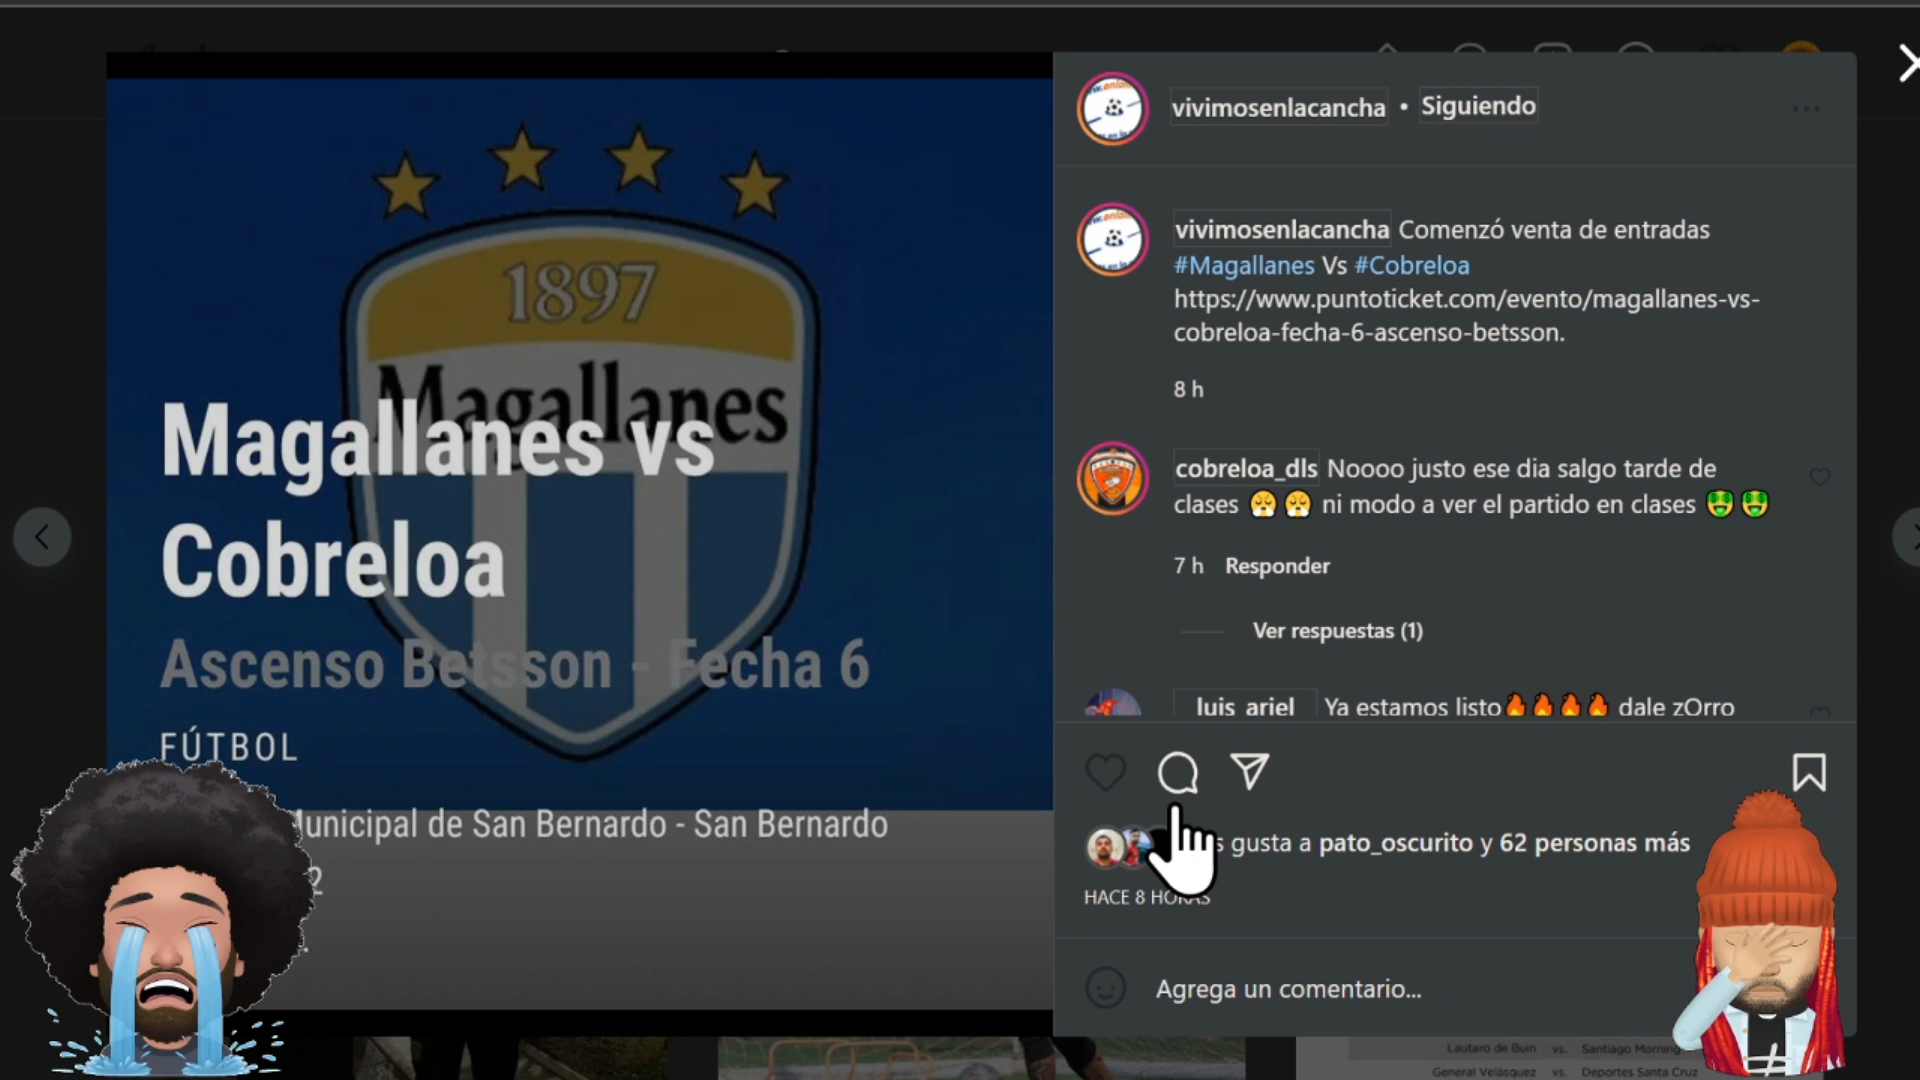 1897
Magallanes
Magallanes vs
Cobreloa
Ascenso Betsson - Fecha 6
FÚTBOL
de San Bernardo - San Bernardo
vivimosenlacancha • Siguiendo
vivimosenlacancha Comenzó venta de entradas
#Magallanes Vs #Cobreloa
https://www.puntoticket.com/evento/magallanes-vs-
cobreloa-fecha-6-ascenso-betsson.
8 h
cobreloa_dls Noooo justo ese dia salgo tarde de
clases 😤😤 ni modo a ver el partido en clases 🤑🤑
7 h Responder
Ver respuestas (1)
luis_ariel Ya estamos listo🔥🔥🔥🔥 dale zOrro
gusta a pato_oscurito y 62 personas más
HACE 8 HORAS
Agrega un comentario...
Lautaro de Buin vs. Santiago Morning
General Velásquez vs. Deportes Santa Cruz